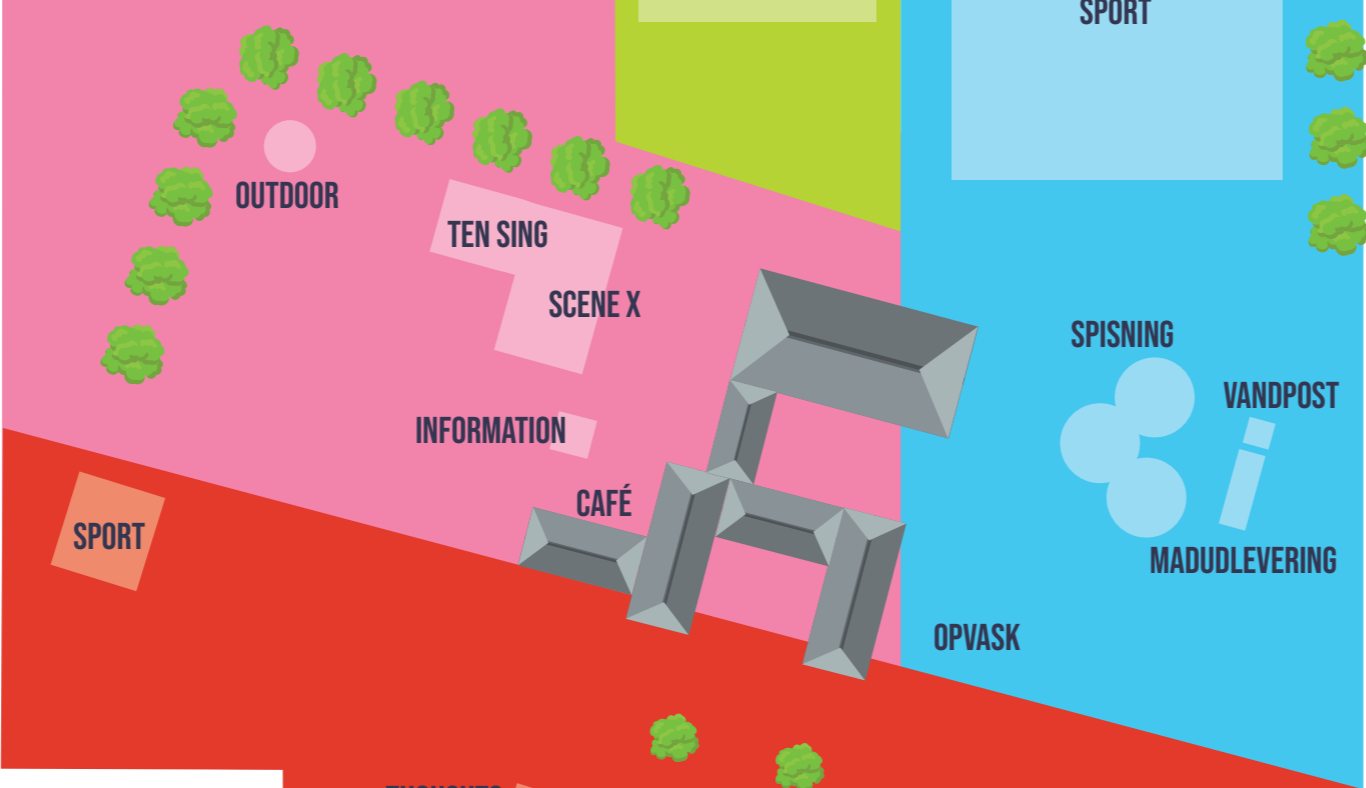 SPORT
OUTDOOR
TEN SING
SCENE X
SPISNING
VANDPOST
INFORMATION
CAFÉ
SPORT
MADUDLEVERING
OPVASK